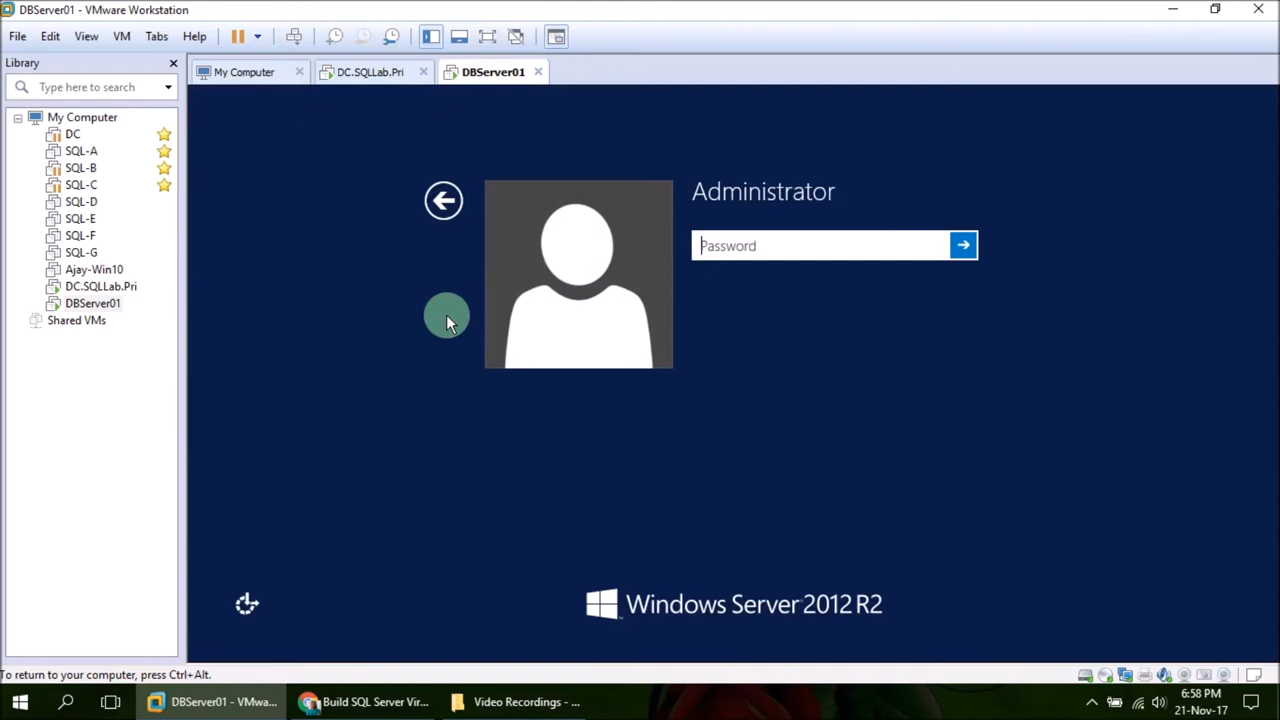 DBServer01 - VMware Workstation
File Edit View VM Tabs Help
Library
Type here to search
My Computer
DC
SQL-A
SQL-B
SQL-C
SQL-D
SQL-E
SQL-F
SQL-G
Ajay-Win10
DC.SQLLab.Pri
DBServer01
Shared VMs
My Computer DC.SQLLab.Pri DBServer01
Administrator
Password
Windows Server 2012 R2
To return to your computer, press Ctrl+Alt.
DBServer01 - VMwa... Build SQL Server Vir... Video Recordings - ...
6:58 PM
21-Nov-17